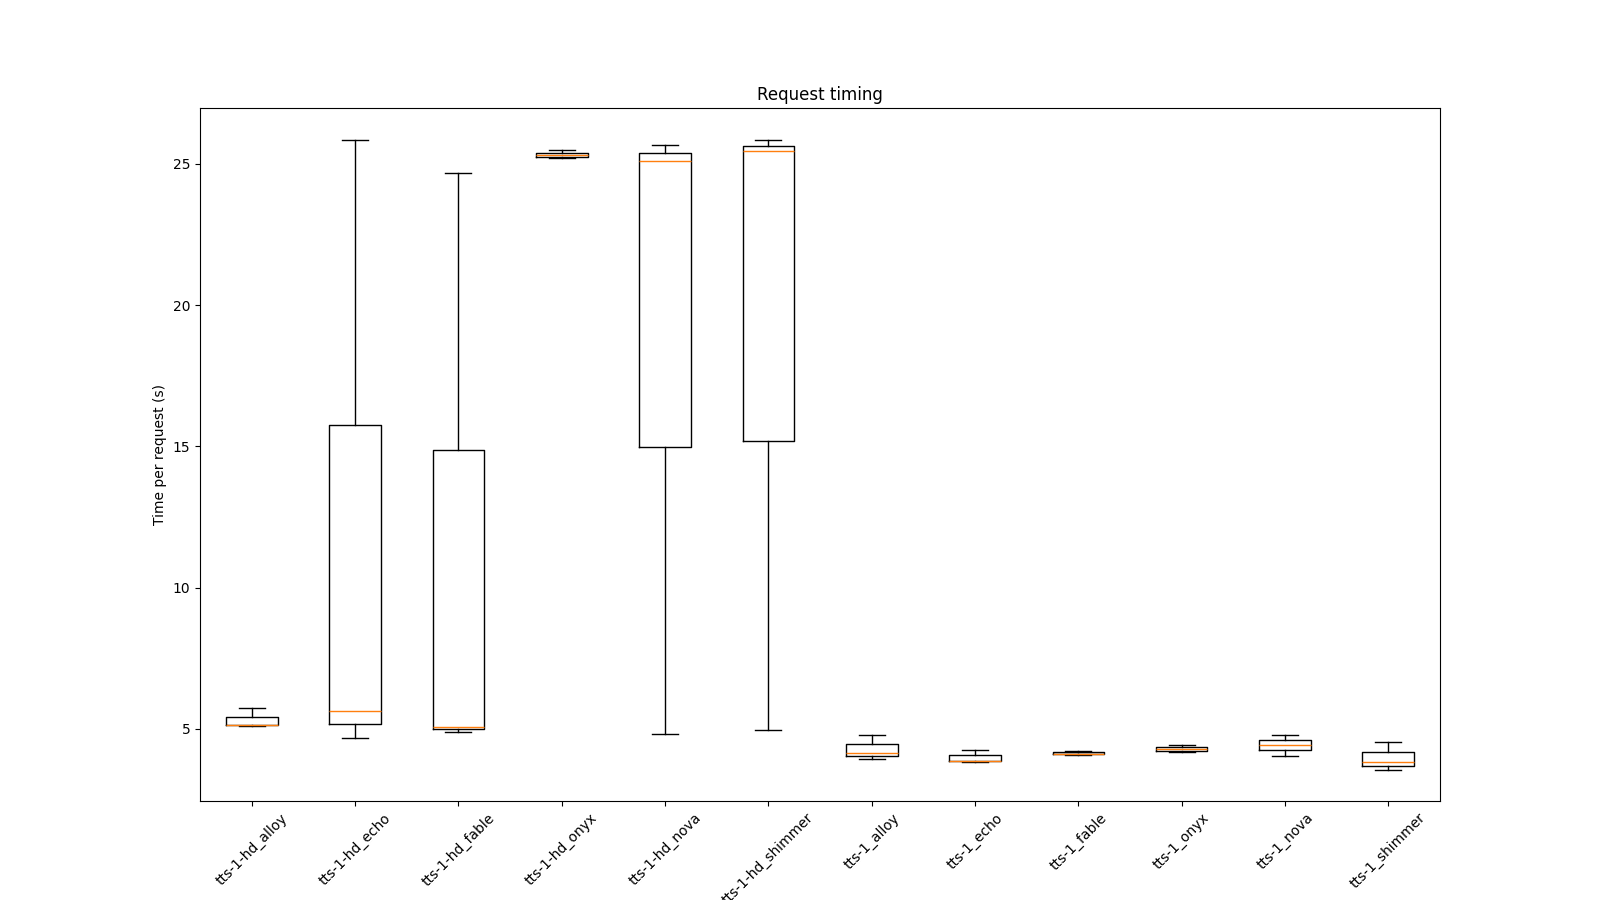 Request timing
Time per request (s)
25
20
15
10
5
tts-1-hd_alloy
tts-1-hd_echo
tts-1-hd_fable
tts-1-hd_onyx
tts-1-hd_nova
tts-1-hd_shimmer
tts-1_alloy
tts-1_echo
tts-1_fable
tts-1_onyx
tts-1_nova
tts-1_shimmer